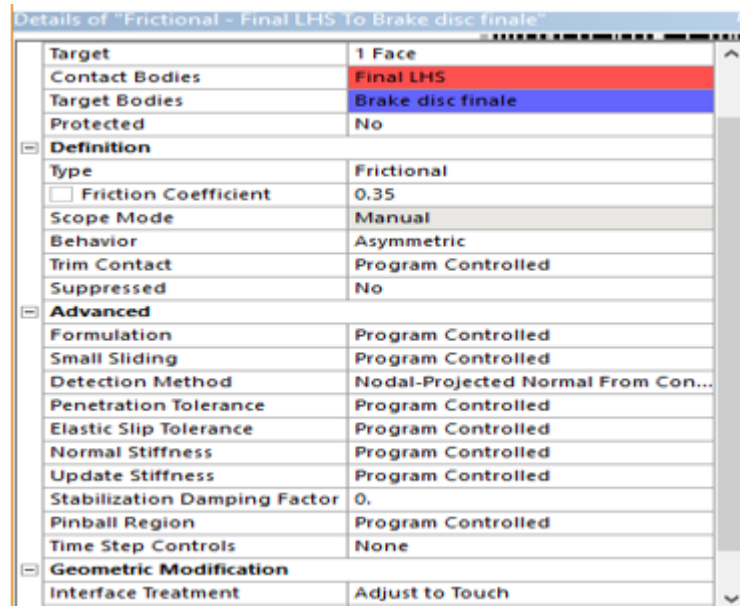 Details of "Frictional - Final LHS To Brake disc finale"
Target 1 Face
Contact Bodies Final LHS
Target Bodies Brake disc finale
Protected No
Definition
Type Frictional
Friction Coefficient 0.35
Scope Mode Manual
Behavior Asymmetric
Trim Contact Program Controlled
Suppressed No
Advanced
Formulation Program Controlled
Small Sliding Program Controlled
Detection Method Nodal-Projected Normal From Con...
Penetration Tolerance Program Controlled
Elastic Slip Tolerance Program Controlled
Normal Stiffness Program Controlled
Update Stiffness Program Controlled
Stabilization Damping Factor 0.
Pinball Region Program Controlled
Time Step Controls None
Geometric Modification
Interface Treatment Adjust to Touch